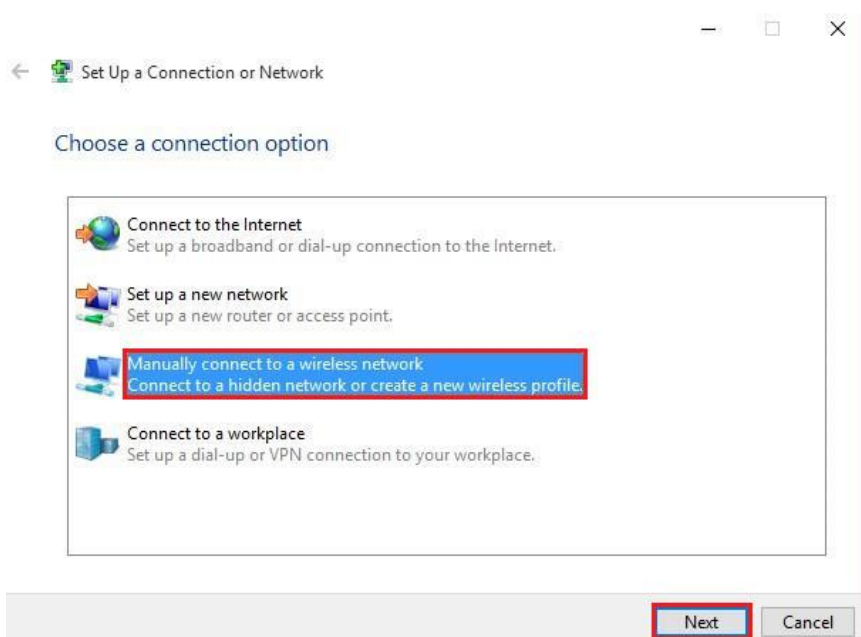 Set Up a Connection or Network
Choose a connection option
Connect to the Internet
Set up a broadband or dial-up connection to the Internet.
Set up a new network
Set up a new router or access point.
Manually connect to a wireless network
Connect to a hidden network or create a new wireless profile.
Connect to a workplace
Set up a dial-up or VPN connection to your workplace.
Next
Cancel